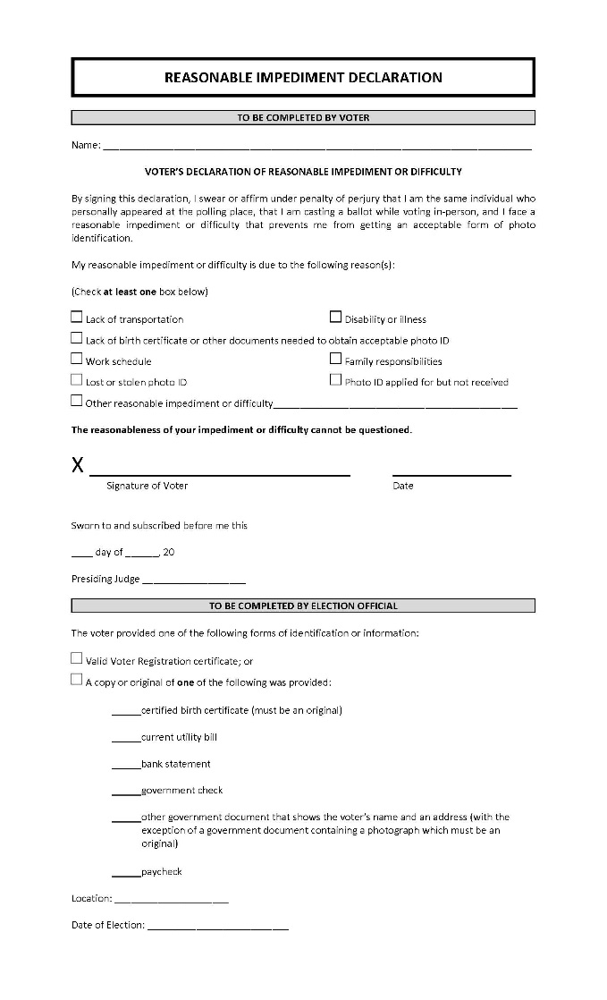 REASONABLE IMPEDIMENT DECLARATION
TO BE COMPLETED BY VOTER
Name: ____________________
VOTER'S DECLARATION OF REASONABLE IMPEDIMENT OR DIFFICULTY
By signing this declaration, I swear or affirm under penalty of perjury that I am the same individual who
personally appeared at the polling place, that I am casting a ballot while voting in-person, and I face a
reasonable impediment or difficulty that prevents me from getting an acceptable form of photo
identification.
My reasonable impediment or difficulty is due to the following reason(s):
(Check at least one box below)
☐ Lack of transportation ☐ Disability or illness
☐ Lack of birth certificate or other documents needed to obtain acceptable photo ID
☐ Work schedule ☐ Family responsibilities
☐ Lost or stolen photo ID ☐ Photo ID applied for but not received
☐ Other reasonable impediment or difficulty____________________
The reasonableness of your impediment or difficulty cannot be questioned.
X ____________________ ____________________
Signature of Voter Date
Sworn to and subscribed before me this
____ day of ______, 20
Presiding Judge ___________________
TO BE COMPLETED BY ELECTION OFFICIAL
The voter provided one of the following forms of identification or information:
☐ Valid Voter Registration certificate; or
☐ A copy or original of one of the following was provided:
______certified birth certificate (must be an original)
______current utility bill
______bank statement
______government check
______other government document that shows the voter's name and an address (with the
exception of a government document containing a photograph which must be an
original)
______paycheck
Location: _____________________
Date of Election: __________________________